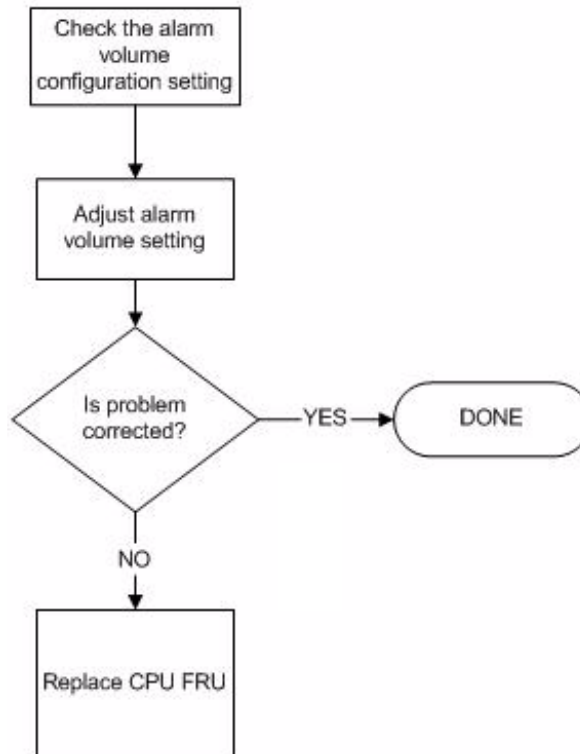 Check the alarm
volume
configuration setting
Adjust alarm
volume setting
Is problem
corrected?
YES
DONE
NO
Replace CPU FRU